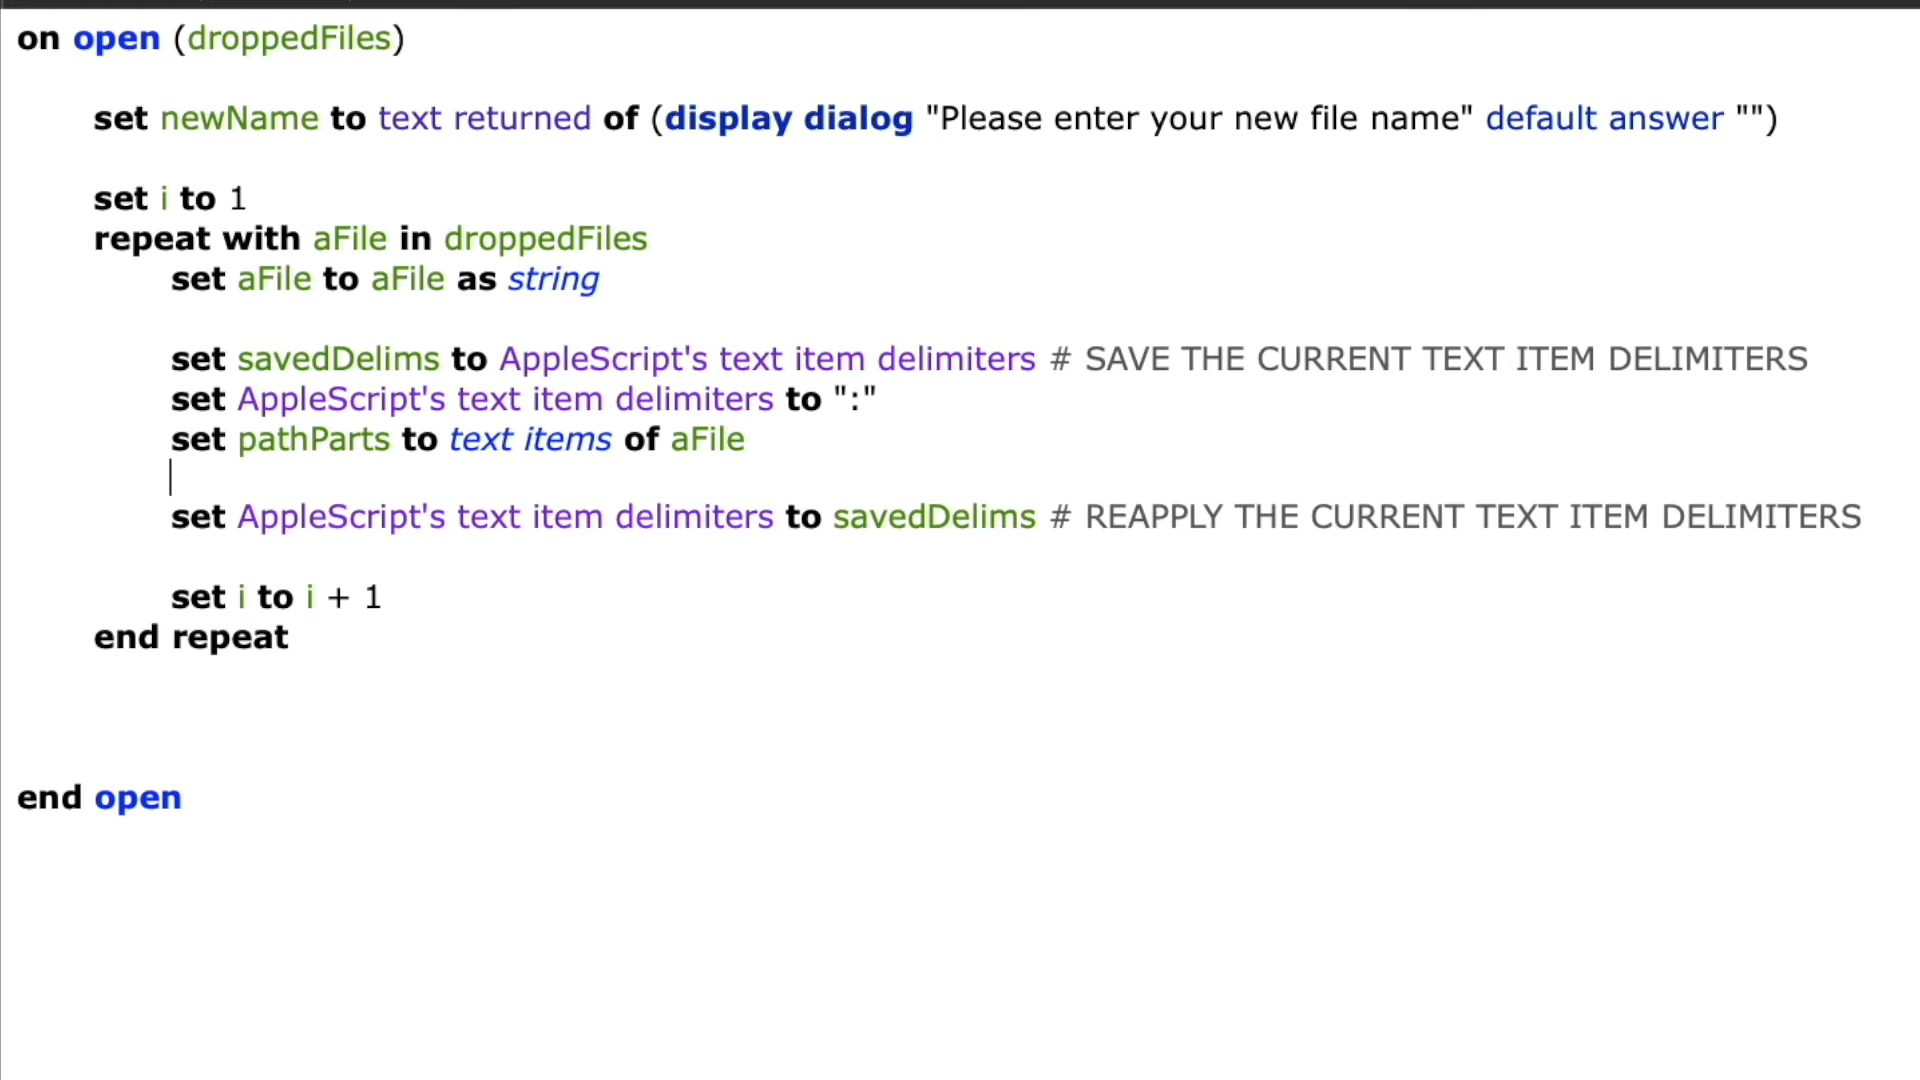 on open (droppedFiles)
set newName to text returned of (display dialog "Please enter your new file name" default answer "")
set i to 1
repeat with aFile in droppedFiles
set aFile to aFile as string
set savedDelims to AppleScript's text item delimiters # SAVE THE CURRENT TEXT ITEM DELIMITERS
set AppleScript's text item delimiters to ":"
set pathParts to text items of aFile
set AppleScript's text item delimiters to savedDelims # REAPPLY THE CURRENT TEXT ITEM DELIMITERS
set i to i + 1
end repeat
end open